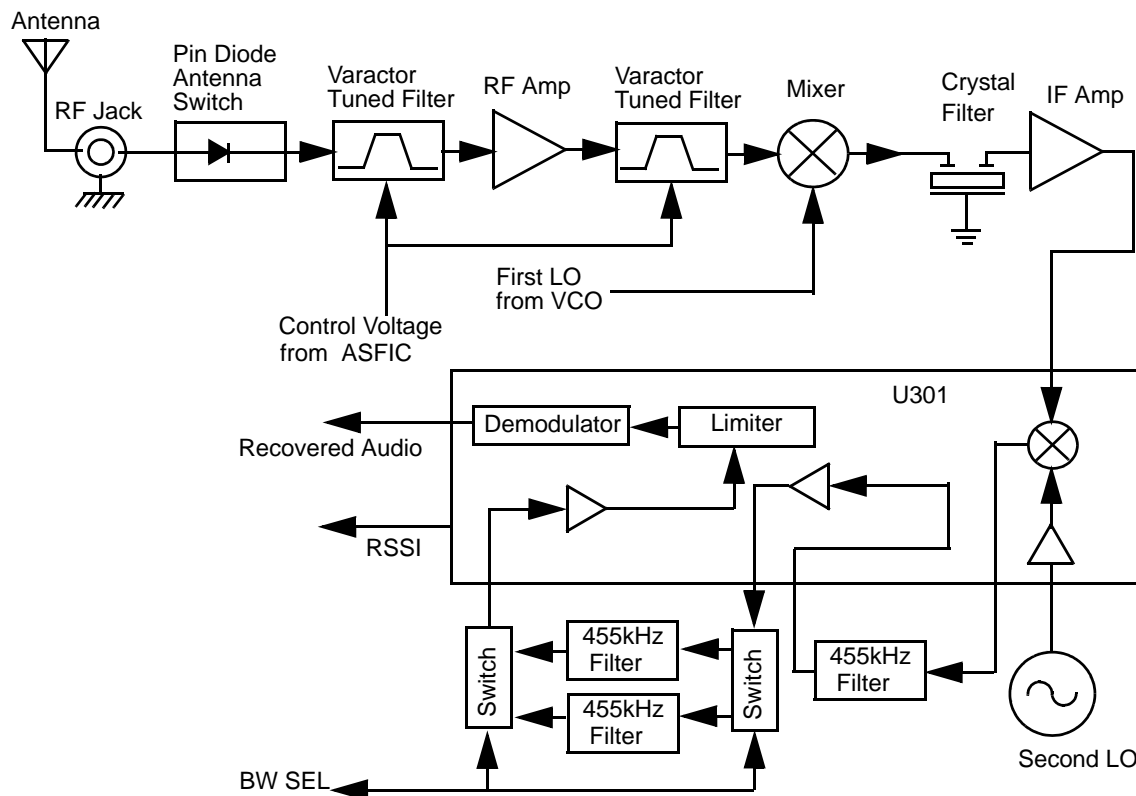 Antenna
Pin Diode
Antenna
Switch
RF Jack
Varactor
Tuned Filter
RF Amp
Varactor
Tuned Filter
Mixer
Crystal
Filter
IF Amp
First LO
from VCO
Control Voltage
from ASFIC
U301
Demodulator
Limiter
Recovered Audio
RSSI
Switch
455kHz
Filter
455kHz
Filter
Switch
455kHz
Filter
Second LO
BW SEL